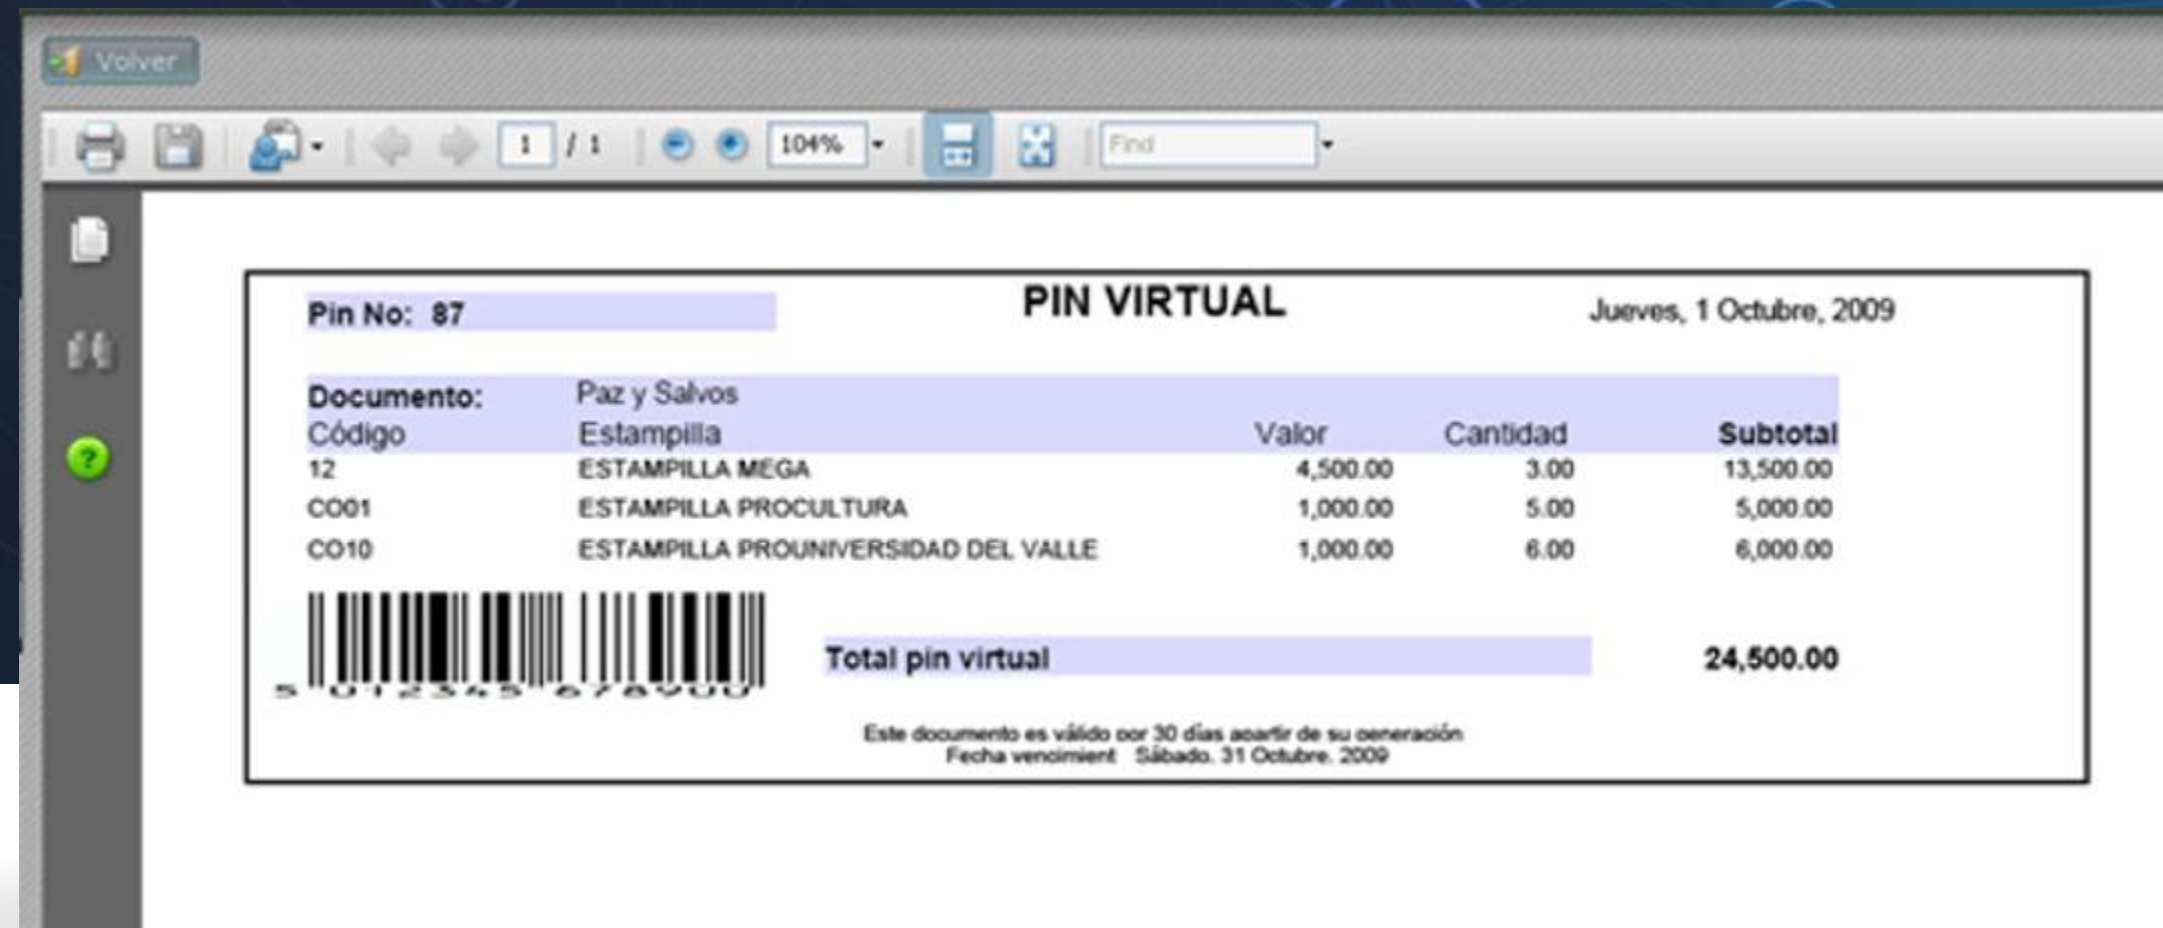 Volver
1 / 1 104% Find
Pin No: 87 PIN VIRTUAL Jueves, 1 Octubre, 2009
Documento: Paz y Salvos
Código Estampilla Valor Cantidad Subtotal
12 ESTAMPILLA MEGA 4,500.00 3.00 13,500.00
CO01 ESTAMPILLA PROCULTURA 1,000.00 5.00 5,000.00
CO10 ESTAMPILLA PROUNIVERSIDAD DEL VALLE 1,000.00 6.00 6,000.00
5 012345 678900
Total pin virtual 24,500.00
Este documento es válido por 30 días apartir de su generación
Fecha vencimient Sábado, 31 Octubre, 2009